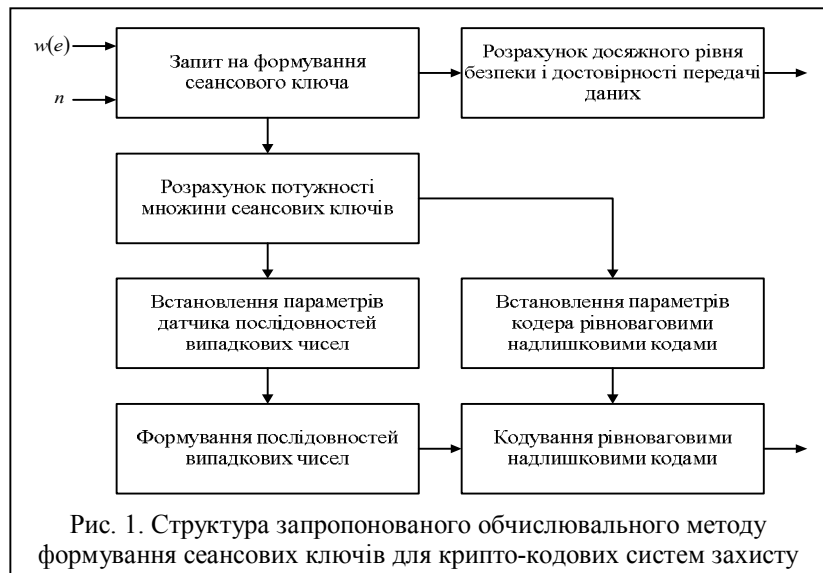 w(e)
n
Запит на формування
сеансового ключа
Розрахунок досяжного рівня
безпеки і достовірності передачі
даних
Розрахунок потужності
множини сеансових ключів
Встановлення параметрів
датчика послідовностей
випадкових чисел
Встановлення параметрів
кодера рівноваговими
надлишковими кодами
Формування послідовностей
випадкових чисел
Кодування рівноваговими
надлишковими кодами
Рис. 1. Структура запропонованого обчислювального методу
формування сеансових ключів для крипто-кодових систем захисту